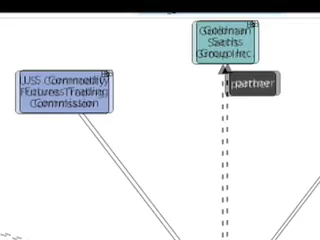 Goldman
Sachs
Group Inc.
U.S. Commodity
Futures Trading
Commission
partner